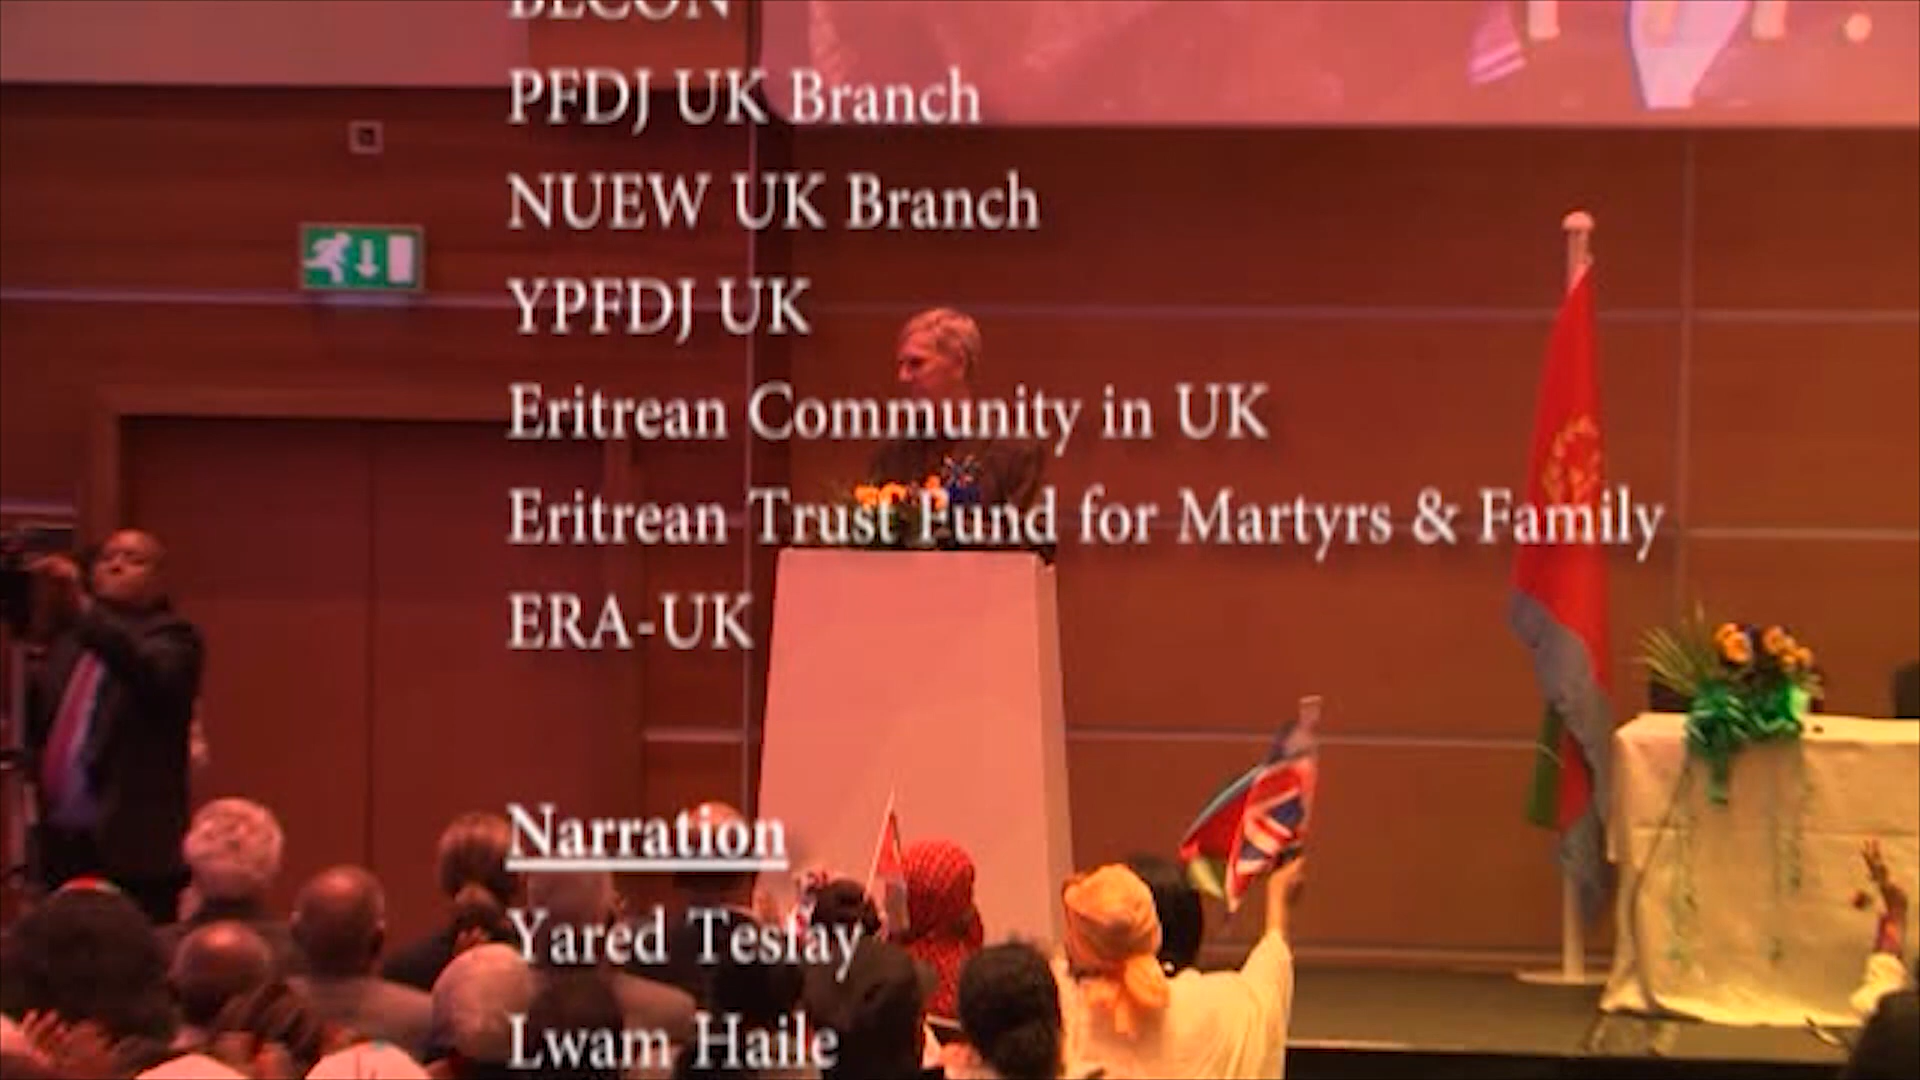 BECON
PFDJ UK Branch
NUEW UK Branch
YPFDJ UK
Eritrean Community in UK
Eritrean Trust Fund for Martyrs & Family
ERA-UK
Narration
Yared Tesfay
Lwam Haile